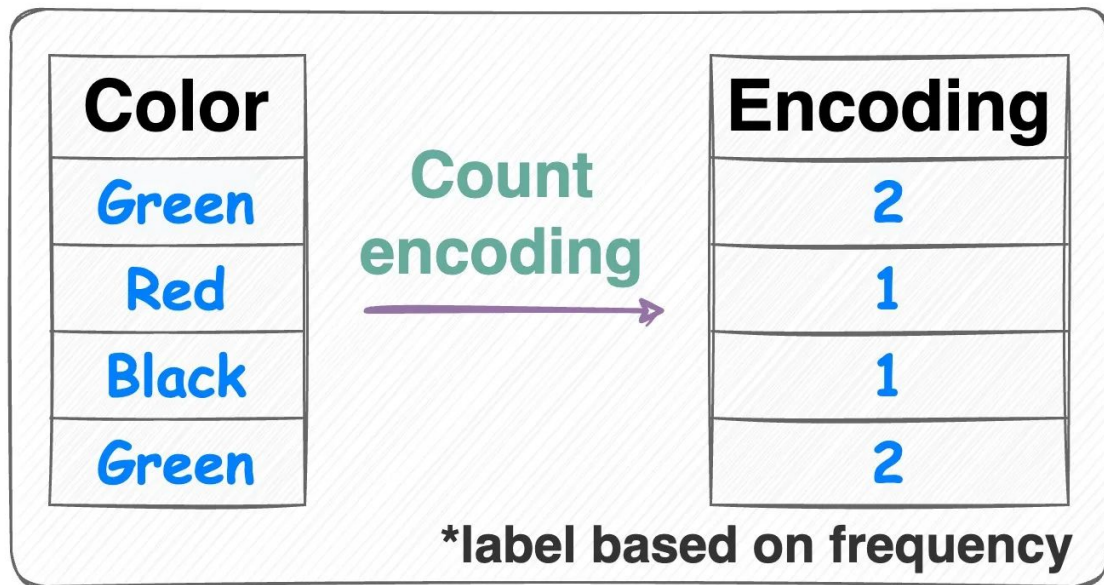 Color
Green
Red
Black
Green
Count
encoding
Encoding
2
1
1
2
*label based on frequency